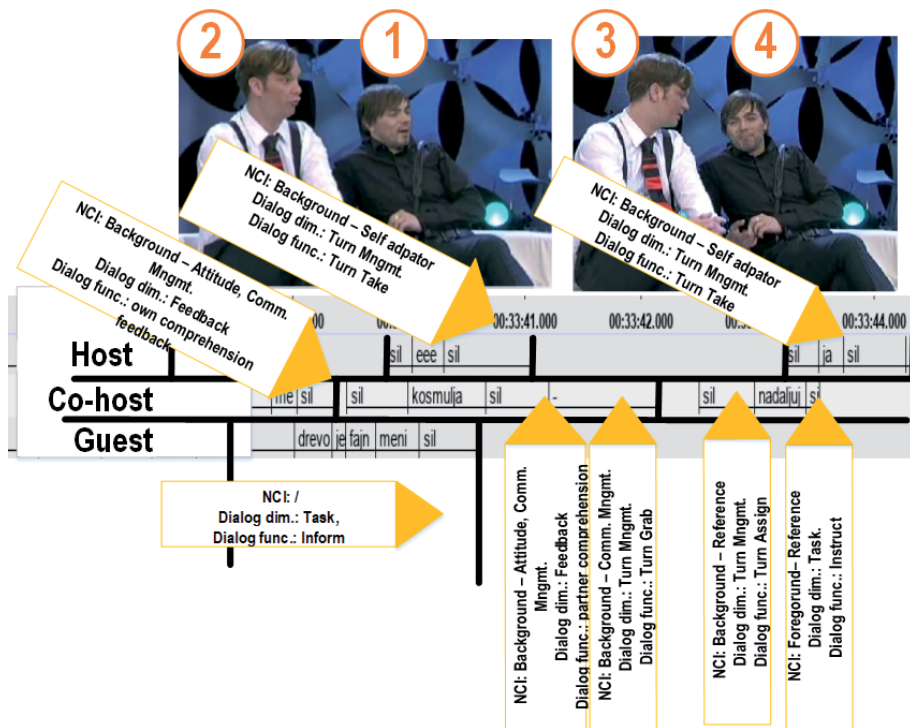 2
1
3
4
NCI: Background – Attitude, Comm.
Mngmt.
Dialog dim.: Feedback
Dialog func.: own comprehension
feedback
NCI: Background – Self adpator
Dialog dim.: Turn Mngmt.
Dialog func.: Turn Take
NCI: Background – Self adpator
Dialog dim.: Turn Mngmt.
Dialog func.: Turn Take
00:33:41.000
00:33:42.000
00:33:44.000
Host
sil eee sil
sil ja sil
Co-host
me sil sil kosmulja sil -
sil nadaljuj si
Guest
drevo je fajn meni sil
NCI: /
Dialog dim.: Task,
Dialog func.: Inform
NCI: Background – Attitude, Comm.
Mngmt.
Dialog dim.: Feedback
Dialog func.: partner comprehension
NCI: Background – Comm. Mngmt.
Dialog dim.: Turn Mngmt.
Dialog func.: Turn Grab
NCI: Background – Reference
Dialog dim.: Turn Mngmt.
Dialog func.: Turn Assign
NCI: Foregorund– Reference
Dialog dim.: Task.
Dialog func.: Instruct